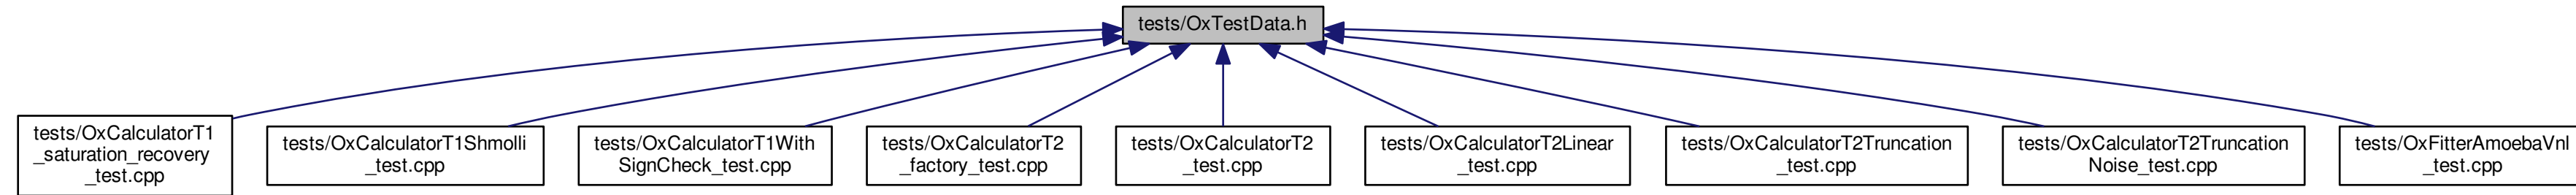 tests/OxTestData.h
tests/OxCalculatorT1
_saturation_recovery
_test.cpp
tests/OxCalculatorT1Shmolli
_test.cpp
tests/OxCalculatorT1With
SignCheck_test.cpp
tests/OxCalculatorT2
_factory_test.cpp
tests/OxCalculatorT2
_test.cpp
tests/OxCalculatorT2Linear
_test.cpp
tests/OxCalculatorT2Truncation
_test.cpp
tests/OxCalculatorT2Truncation
Noise_test.cpp
tests/OxFitterAmoebaVnl
_test.cpp